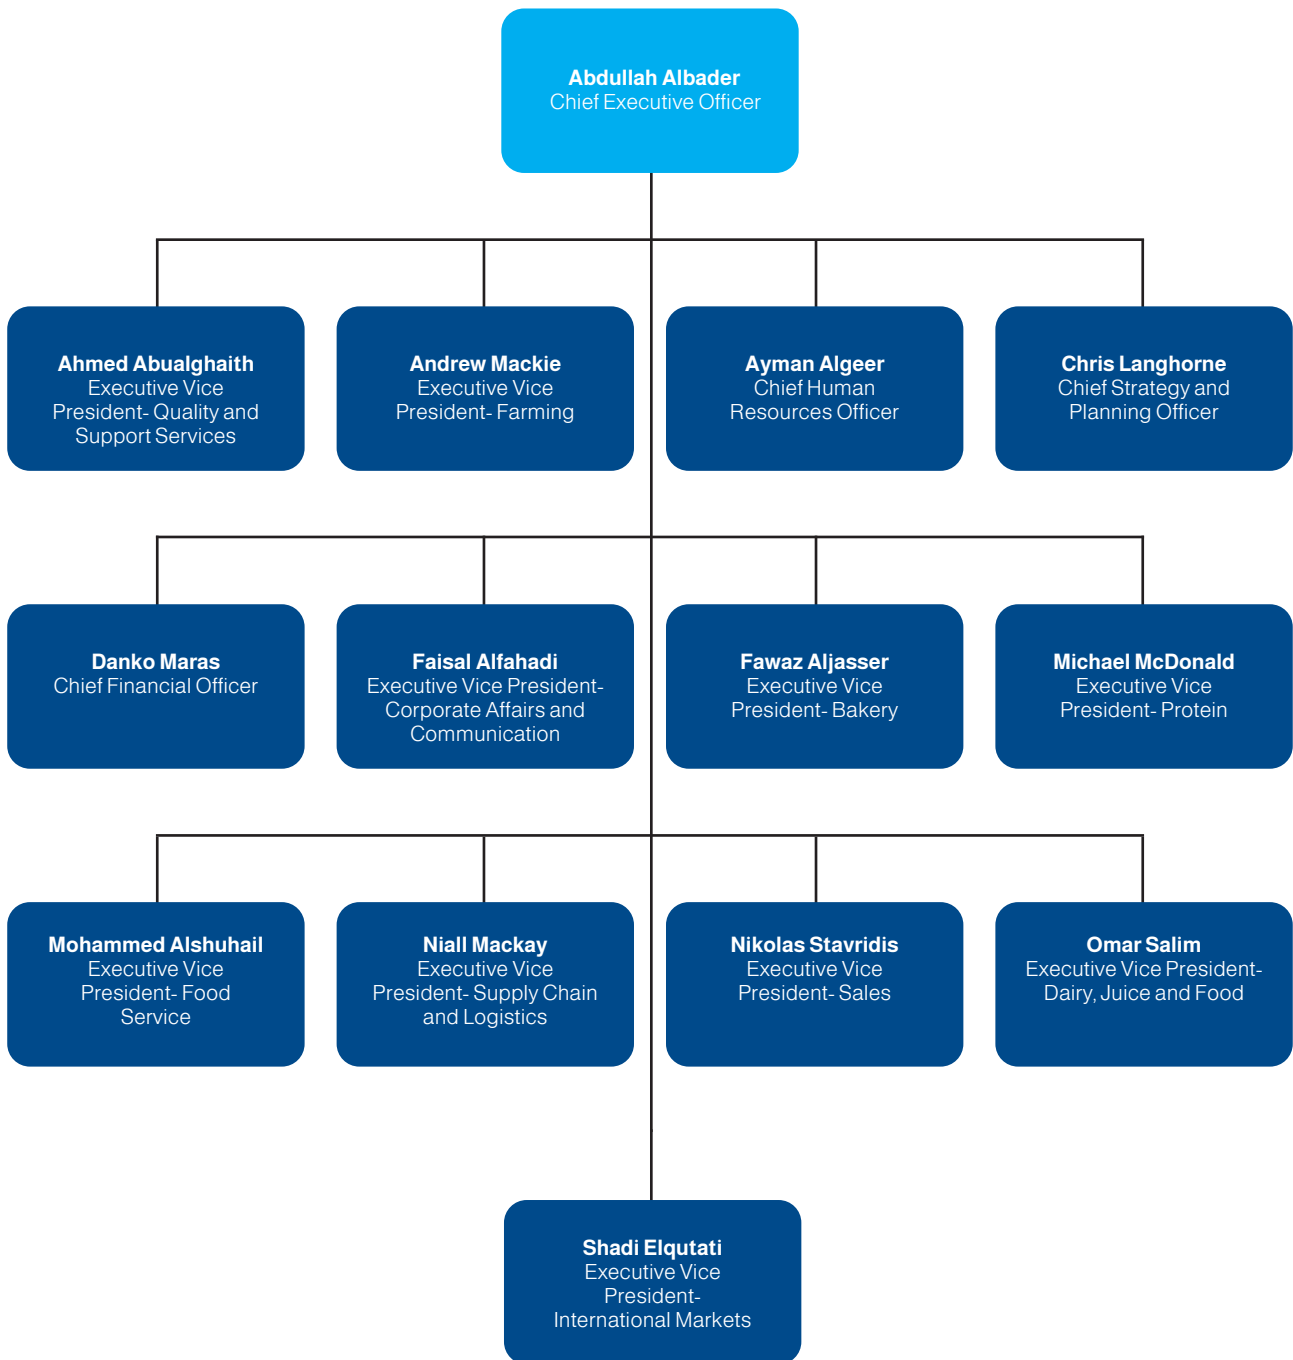 Abdullah Albader
Chief Executive Officer
Ahmed Abualghaith
Executive Vice
President- Quality and
Support Services
Andrew Mackie
Executive Vice
President- Farming
Ayman Algeer
Chief Human
Resources Officer
Chris Langhorne
Chief Strategy and
Planning Officer
Danko Maras
Chief Financial Officer
Faisal Alfahadi
Executive Vice President-
Corporate Affairs and
Communication
Fawaz Aljasser
Executive Vice
President- Bakery
Michael McDonald
Executive Vice
President- Protein
Mohammed Alshuhail
Executive Vice
President- Food
Service
Niall Mackay
Executive Vice
President- Supply Chain
and Logistics
Nikolas Stavridis
Executive Vice
President- Sales
Omar Salim
Executive Vice President-
Dairy, Juice and Food
Shadi Elqutati
Executive Vice
President-
International Markets